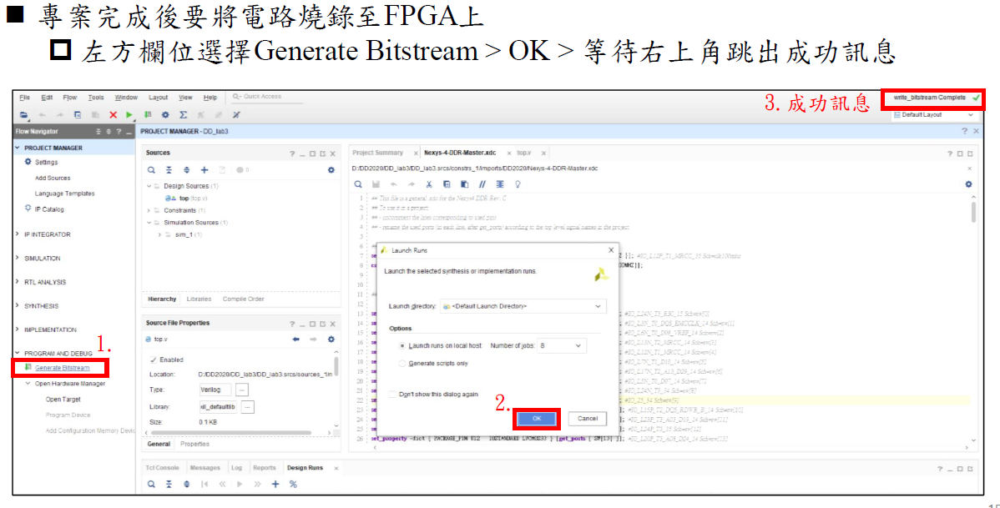 ■ 專案完成後要將電路燒錄至FPGA上
左方欄位選擇Generate Bitstream > OK > 等待右上角跳出成功訊息
File Edit Flow Tools Window Layout View Help Quick Access
3. 成功訊息
write_bitstream Complete
Default Layout
Flow Navigator
PROJECT MANAGER - DD_lab3
PROJECT MANAGER
Settings
Add Sources
Language Templates
IP Catalog
IP INTEGRATOR
SIMULATION
RTL ANALYSIS
SYNTHESIS
IMPLEMENTATION
1.
PROGRAM AND DEBUG
Generate Bitstream
Open Hardware Manager
Open Target
Program Device
Add Configuration Memory Devic
Sources
Design Sources (1)
top (top.v)
Constraints (1)
Simulation Sources (1)
sim_1 (1)
Hierarchy Libraries Compile Order
Source File Properties
top.v
Enabled
Location: D:/DD2020/DD_lab3/DD_lab3.srcs/sources_1/in
Type: Verilog
Library: xil_defaultlib
Size: 0.1 KB
General Properties
Project Summary Nexys-4-DDR-Master.xdc top.v
D:/DD2020/DD_lab3/DD_lab3.srcs/constrs_1/imports/DD2020/Nexys-4-DDR-Master.xdc
1 ## This file is a general .xdc for the Nexys4 DDR Rev. C
2 ## To use it in a project:
3 ## - uncomment the lines corresponding to used pins
4 ## - rename the used ports (in each line, after get_ports) according to the top level signal names in the project
Launch Runs
Launch the selected synthesis or implementation runs.
Launch directory: <Default Launch Directory>
Options
Launch runs on local host: Number of jobs: 8
Generate scripts only
Don't show this dialog again
2.
OK Cancel
Tcl Console Messages Log Reports Design Runs